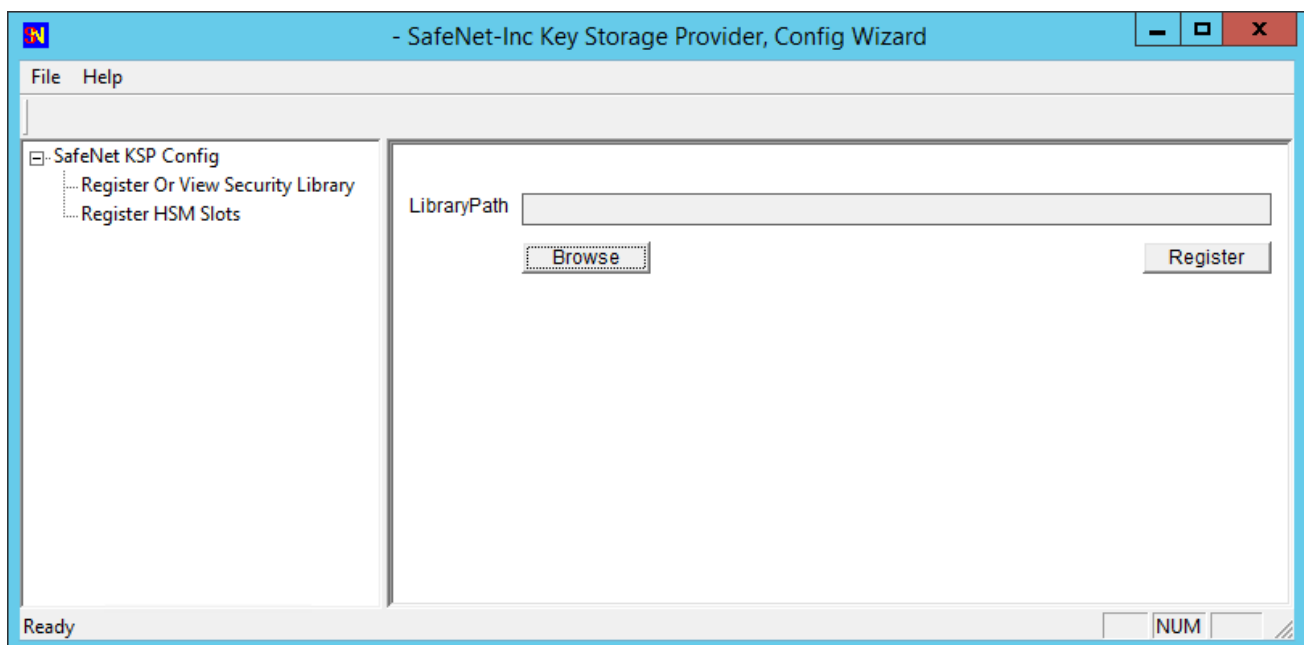 SN
- SafeNet-Inc Key Storage Provider, Config Wizard
x
File Help
SafeNet KSP Config
Register Or View Security Library
Register HSM Slots
LibraryPath
Browse
Register
Ready
NUM